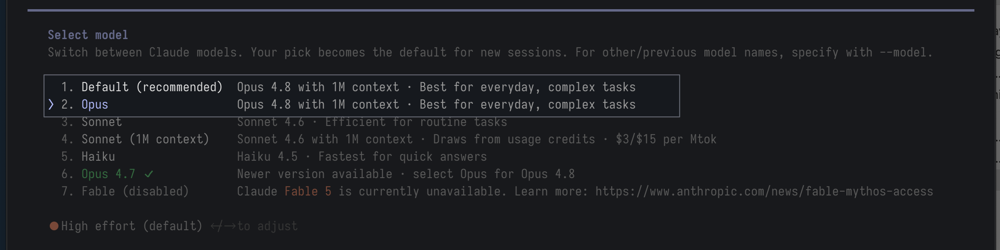 Select model
Switch between Claude models. Your pick becomes the default for new sessions. For other/previous model names, specify with --model.
1. Default (recommended) Opus 4.8 with 1M context · Best for everyday, complex tasks
❯ 2. Opus Opus 4.8 with 1M context · Best for everyday, complex tasks
3. Sonnet Sonnet 4.6 · Efficient for routine tasks
4. Sonnet (1M context) Sonnet 4.6 with 1M context · Draws from usage credits · $3/$15 per Mtok
5. Haiku Haiku 4.5 · Fastest for quick answers
6. Opus 4.7 ✓ Newer version available · select Opus for Opus 4.8
7. Fable (disabled) Claude Fable 5 is currently unavailable. Learn more: https://www.anthropic.com/news/fable-mythos-access
● High effort (default) ←/→ to adjust